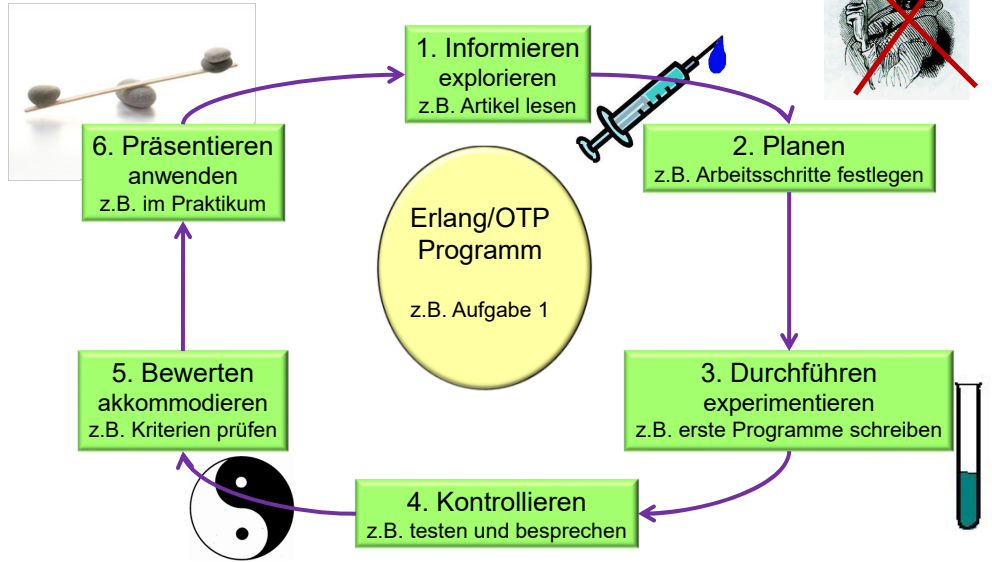 1. Informieren
explorieren
z.B. Artikel lesen
2. Planen
z.B. Arbeitsschritte festlegen
3. Durchführen
experimentieren
z.B. erste Programme schreiben
4. Kontrollieren
z.B. testen und besprechen
5. Bewerten
akkommodieren
z.B. Kriterien prüfen
6. Präsentieren
anwenden
z.B. im Praktikum
Erlang/OTP
Programm
z.B. Aufgabe 1